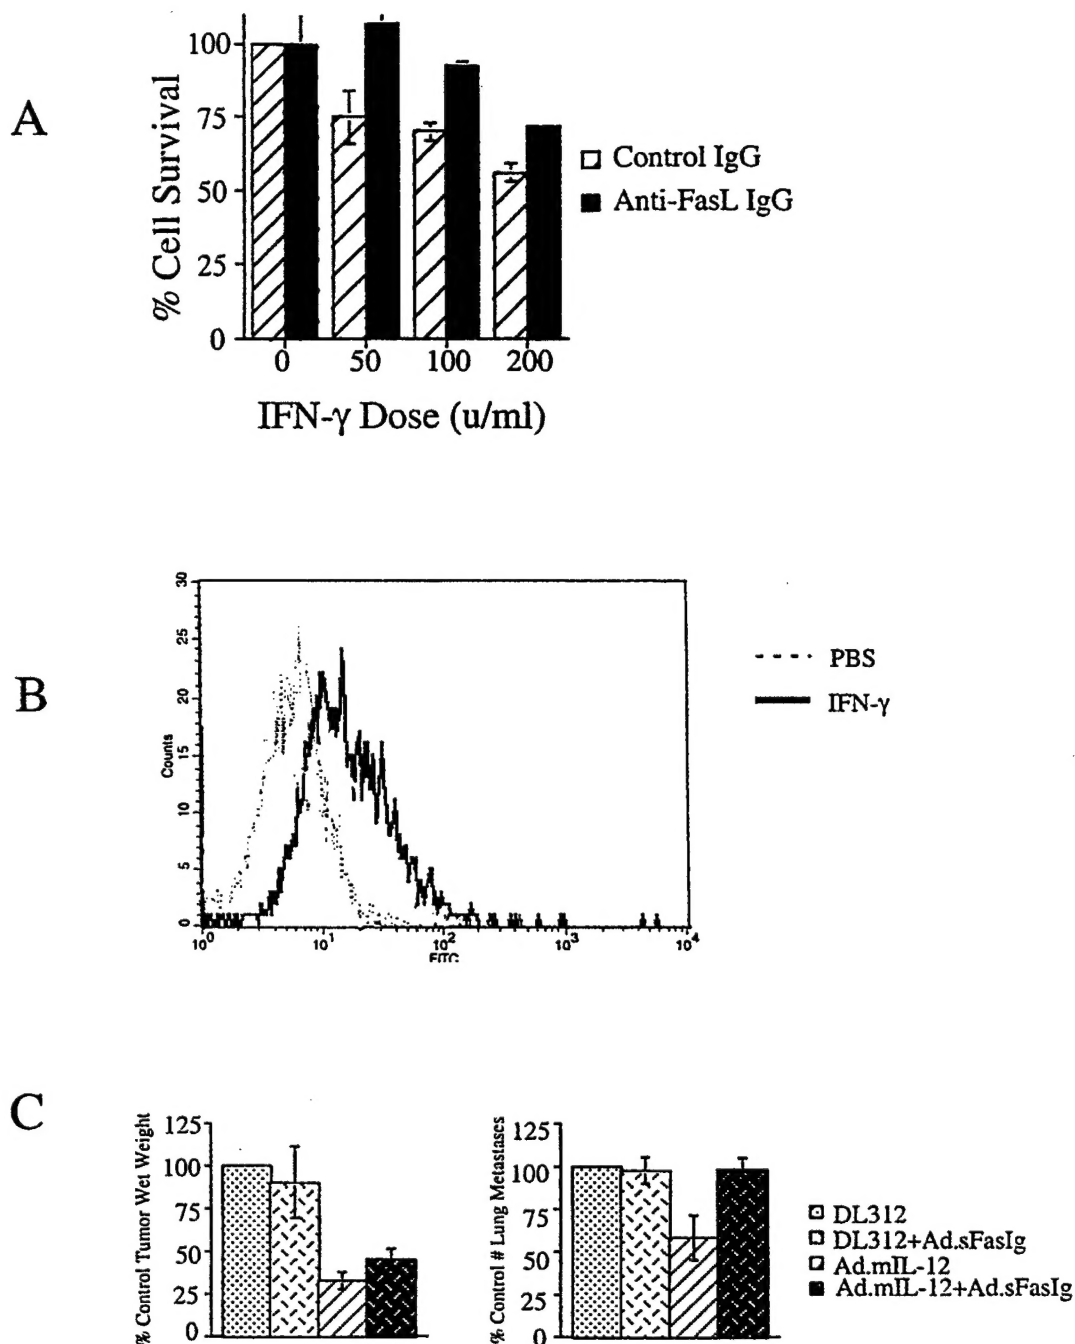 A
% Cell Survival
100
75
50
25
0
0 50 100 200
IFN-γ Dose (u/ml)
Control IgG
Anti-FasL IgG
B
Counts
30
25
20
15
10
5
0
10⁰ 10¹ 10² 10³ 10⁴
FITC
PBS
IFN-γ
C
% Control Tumor Wet Weight
125
100
75
50
25
0
% Control # Lung Metastases
125
100
75
50
25
0
DL312
DL312+Ad.sFasIg
Ad.mIL-12
Ad.mIL-12+Ad.sFasIg